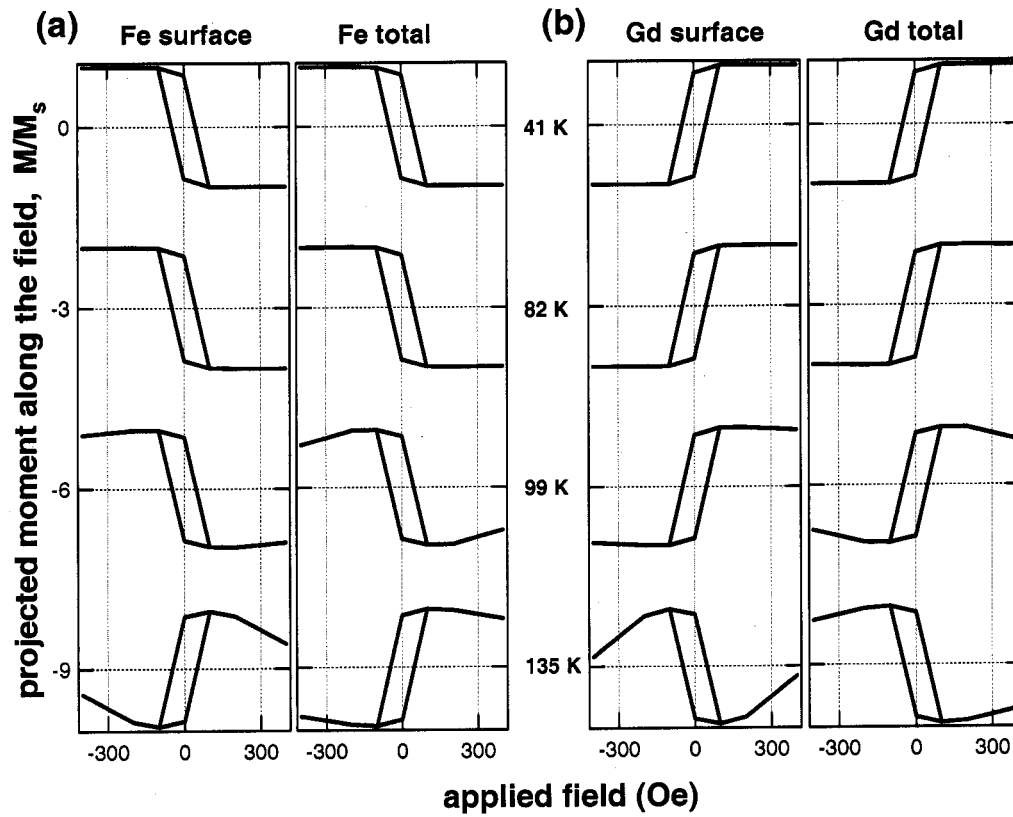 (a) Fe surface Fe total (b) Gd surface Gd total
projected moment along the field, M/Ms
0
-3
-6
-9
41 K
82 K
99 K
135 K
-300 0 300 -300 0 300 -300 0 300 -300 0 300
applied field (Oe)